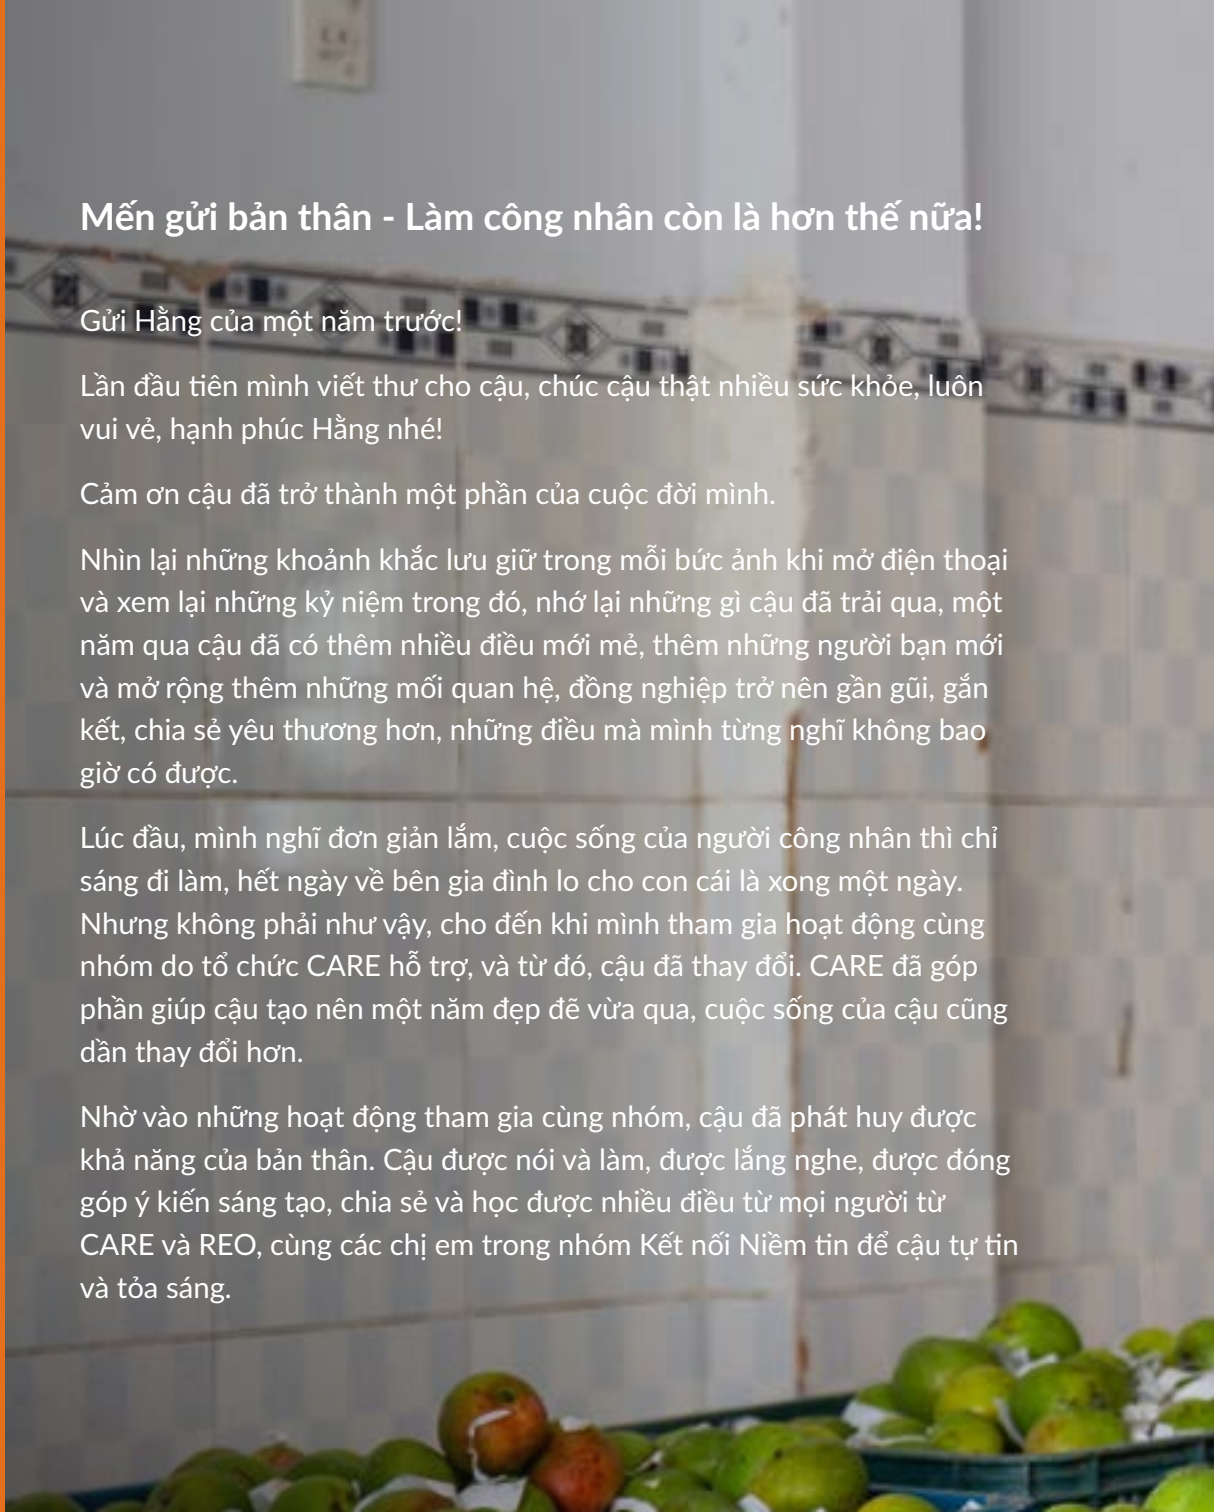 Mến gửi bản thân - Làm công nhân còn là hơn thế nữa!
Gửi Hằng của một năm trước!
Lần đầu tiên mình viết thư cho cậu, chúc cậu thật nhiều sức khỏe, luôn
vui vẻ, hạnh phúc Hằng nhé!
Cảm ơn cậu đã trở thành một phần của cuộc đời mình.
Nhìn lại những khoảnh khắc lưu giữ trong mỗi bức ảnh khi mở điện thoại
và xem lại những kỷ niệm trong đó, nhớ lại những gì cậu đã trải qua, một
năm qua cậu đã có thêm nhiều điều mới mẻ, thêm những người bạn mới
và mở rộng thêm những mối quan hệ, đồng nghiệp trở nên gần gũi, gắn
kết, chia sẻ yêu thương hơn, những điều mà mình từng nghĩ không bao
giờ có được.
Lúc đầu, mình nghĩ đơn giản lắm, cuộc sống của người công nhân thì chỉ
sáng đi làm, hết ngày về bên gia đình lo cho con cái là xong một ngày.
Nhưng không phải như vậy, cho đến khi mình tham gia hoạt động cùng
nhóm do tổ chức CARE hỗ trợ, và từ đó, cậu đã thay đổi. CARE đã góp
phần giúp cậu tạo nên một năm đẹp đẽ vừa qua, cuộc sống của cậu cũng
dần thay đổi hơn.
Nhờ vào những hoạt động tham gia cùng nhóm, cậu đã phát huy được
khả năng của bản thân. Cậu được nói và làm, được lắng nghe, được đóng
góp ý kiến sáng tạo, chia sẻ và học được nhiều điều từ mọi người từ
CARE và REO, cùng các chị em trong nhóm Kết nối Niềm tin để cậu tự tin
và tỏa sáng.